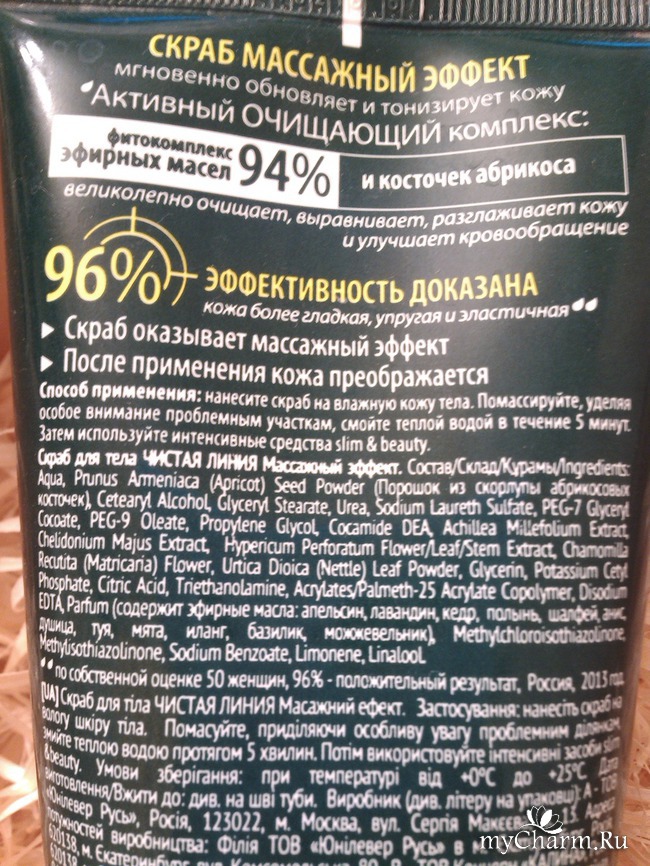 СКРАБ МАССАЖНЫЙ ЭФФЕКТ
мгновенно обновляет и тонизирует кожу
“Активный ОЧИЩАЮЩИЙ комплекс:
фитокомплекс
эфирных масел 94% и косточек абрикоса
великолепно очищает, выравнивает, разглаживает кожу
и улучшает кровообращение
96% ЭФФЕКТИВНОСТЬ ДОКАЗАНА
кожа более гладкая, упругая и эластичная“
▸ Скраб оказывает массажный эффект
▸ После применения кожа преображается
Способ применения: нанесите скраб на влажную кожу тела. Помассируйте, уделяя
особое внимание проблемным участкам, смойте теплой водой в течение 5 минут.
Затем используйте интенсивные средства slim & beauty.
Скраб для тела ЧИСТАЯ ЛИНИЯ Массажный эффект. Состав/Склад/Құрамы/Ingredients:
Aqua, Prunus Armeniaca (Apricot) Seed Powder (Порошок из скорлупы абрикосовых
косточек), Cetearyl Alcohol, Glyceryl Stearate, Urea, Sodium Laureth Sulfate, PEG-7 Glyceryl
Cocoate, PEG-9 Oleate, Propylene Glycol, Cocamide DEA, Achillea Millefolium Extract,
Chelidonium Majus Extract, Hypericum Perforatum Flower/Leaf/Stem Extract, Chamomilla
Recutita (Matricaria) Flower, Urtica Dioica (Nettle) Leaf Powder, Glycerin, Potassium Cetyl
Phosphate, Citric Acid, Triethanolamine, Acrylates/Palmeth-25 Acrylate Copolymer, Disodium
EDTA, Parfum (содержит эфирные масла: апельсин, лавандин, кедр, полынь, шалфей, анис,
душица, туя, мята, иланг, базилик, можжевельник), Methylchloroisothiazolinone,
Methylisothiazolinone, Sodium Benzoate, Limonene, Linalool.
“по собственной оценке 50 женщин, 96% - положительный результат, Россия, 2013 год.
[UA] Скраб для тіла ЧИСТАЯ ЛИНИЯ Масажний ефект. Застосування: нанесіть скраб на
вологу шкіру тіла. Помасуйте, приділяючи особливу увагу проблемним ділянкам,
змийте теплою водою протягом 5 хвилин. Потім використовуйте інтенсивні засоби slim
&beauty. Умови зберігання: при температурі від +0°C до +25°C Дата
виготовлення/Вжити до: див. на шві туби. Виробник (див. літеру на упаковці): А - ТОВ
«Юнілевер Русь», Росія, 123022, м. Москва, вул. Сергія Макеєва Адреса
потужностей виробництва: Філія ТОВ «Юнілевер Русь» в
620138, м. Екатеринбург, вул. Комсомольська
myCharm.Ru